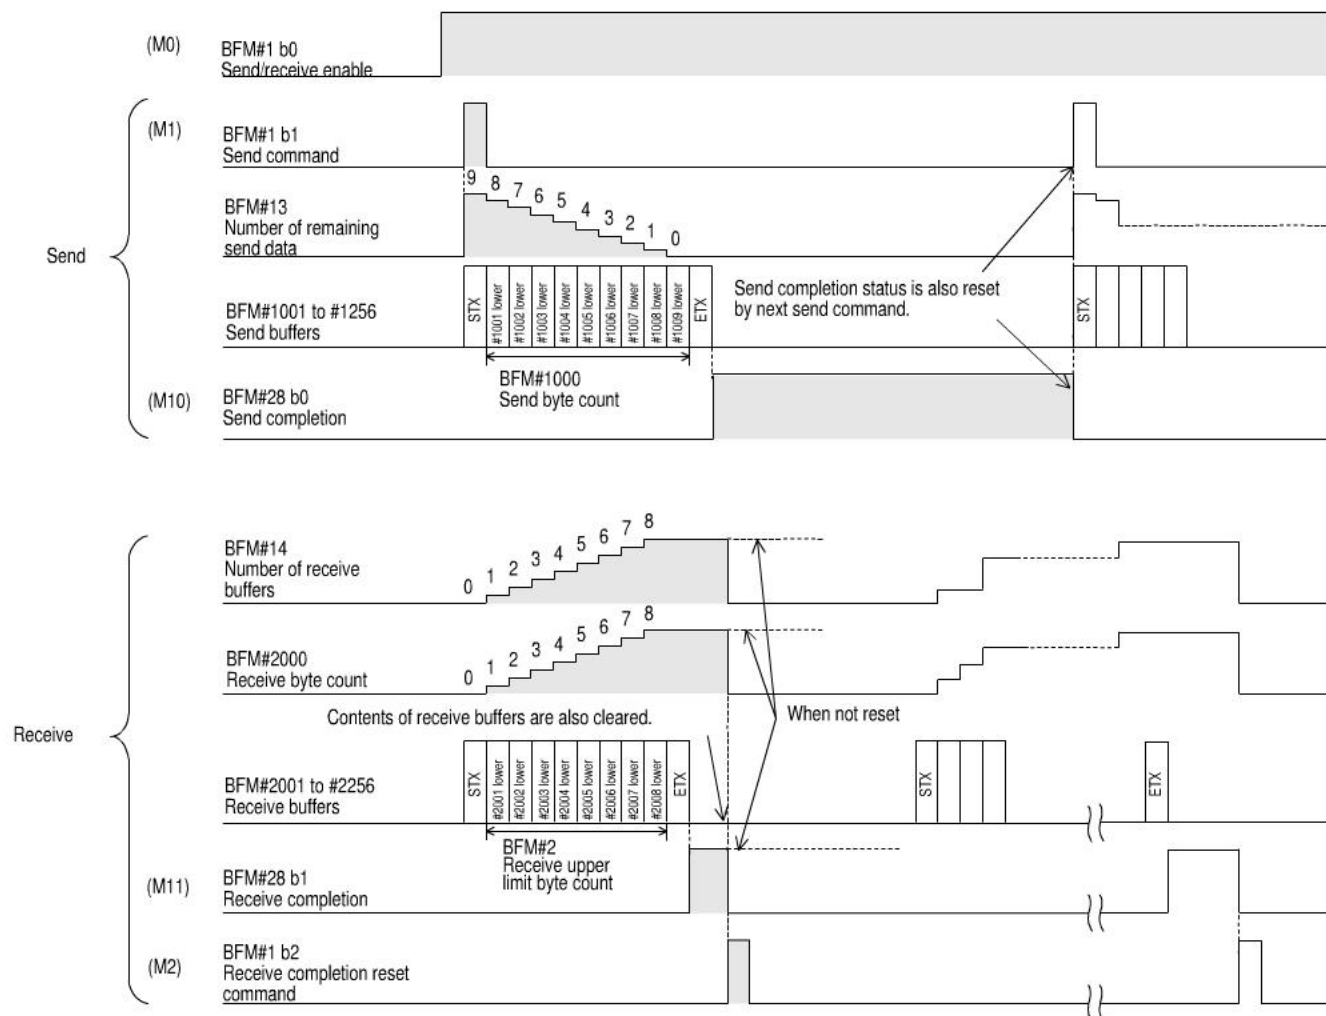 (M0)
BFM#1 b0
Send/receive enable
(M1)
BFM#1 b1
Send command
9 8 7 6 5 4 3 2 1 0
BFM#13
Number of remaining
send data
Send
BFM#1001 to #1256
Send buffers
STX
#1001 lower
#1002 lower
#1003 lower
#1004 lower
#1005 lower
#1006 lower
#1007 lower
#1008 lower
#1009 lower
ETX
Send completion status is also reset
by next send command.
STX
BFM#1000
Send byte count
(M10)
BFM#28 b0
Send completion
BFM#14
Number of receive
buffers
0 1 2 3 4 5 6 7 8
BFM#2000
Receive byte count
0 1 2 3 4 5 6 7 8
Contents of receive buffers are also cleared.
When not reset
Receive
BFM#2001 to #2256
Receive buffers
STX
#2001 lower
#2002 lower
#2003 lower
#2004 lower
#2005 lower
#2006 lower
#2007 lower
#2008 lower
ETX
STX
ETX
BFM#2
Receive upper
limit byte count
(M11)
BFM#28 b1
Receive completion
(M2)
BFM#1 b2
Receive completion reset
command